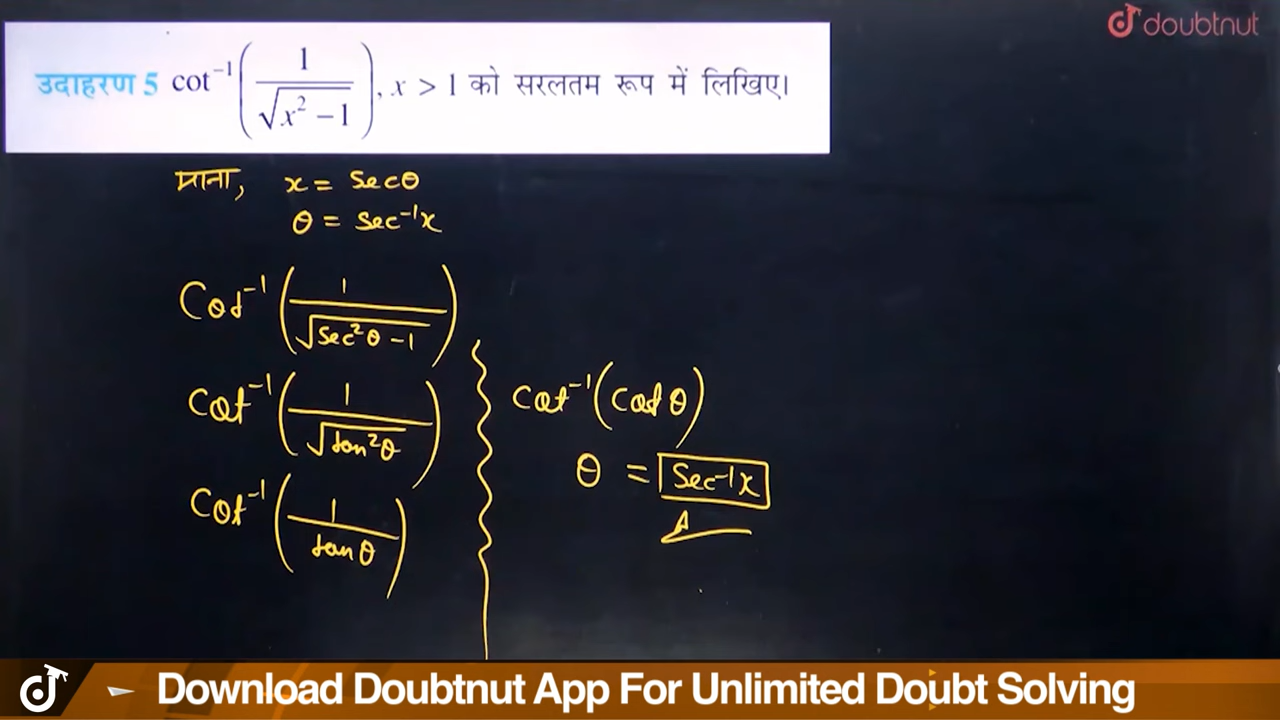 doubtnut
उदाहरण 5 cot⁻¹(1/√(x² – 1)), x > 1 को सरलतम रूप में लिखिए।
माना, x = Secθ
θ = Sec⁻¹x
Cot⁻¹(1/√(Sec²θ – 1))
Cot⁻¹(1/√(tan²θ))
Cot⁻¹(1/tanθ)
Cot⁻¹(Cotθ)
θ = Sec⁻¹x
Download Doubtnut App For Unlimited Doubt Solving